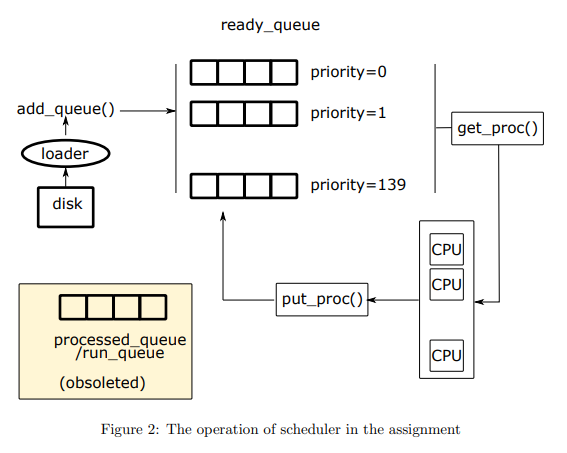 ready_queue
priority=0
add_queue()
priority=1
get_proc()
loader
priority=139
disk
CPU
CPU
put_proc()
CPU
processed_queue
/run_queue
(obsoleted)
Figure 2: The operation of scheduler in the assignment